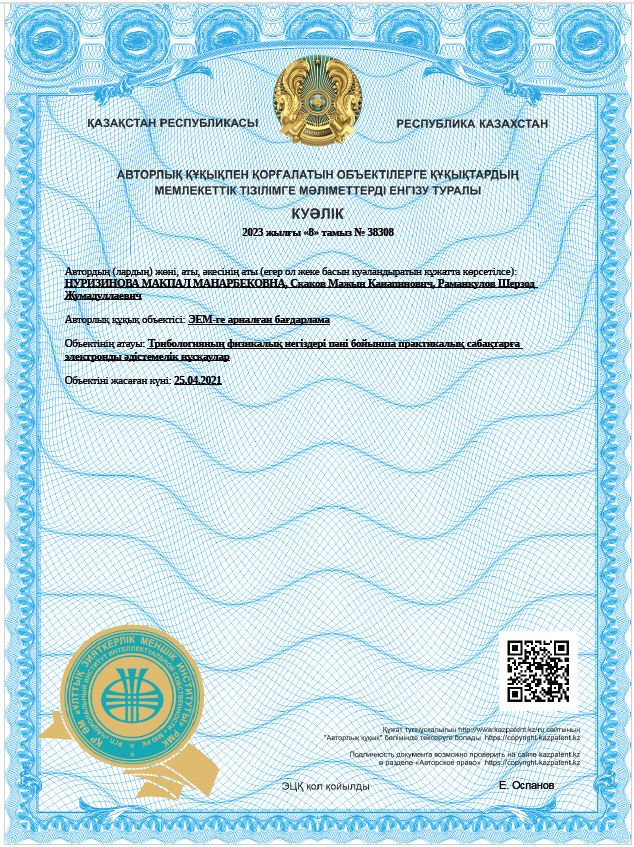 ҚАЗАҚСТАН РЕСПУБЛИКАСЫ
РЕСПУБЛИКА КАЗАХСТАН
АВТОРЛЫҚ ҚҰҚЫҚПЕН ҚОРҒАЛАТЫН ОБЪЕКТІЛЕРГЕ ҚҰҚЫҚТАРДЫҢ
МЕМЛЕКЕТТІК ТІЗІЛІМГЕ МӘЛІМЕТТЕРДІ ЕНГІЗУ ТУРАЛЫ
КУӘЛІК
2023 жылғы «8» тамыз № 38308
Автордың (лардың) жөні, аты, әкесінің аты (егер ол жеке басын куәландыратын құжатта көрсетілсе):
НУРИЗИНОВА МАКПАЛ МАНАРБЕКОВНА, Скаков Мажын Канапинович, Раманкулов Шерзод
Жумадуллаевич
Авторлық құқық объектісі: ЭЕМ-ге арналған бағдарлама
Объектінің атауы: Трибологияның физикалық негіздері пәні бойынша практикалық сабақтарға
электронды әдістемелік нұсқаулар
Объектіні жасаған күні: 25.04.2021
Құжат түпнұсқалығын http://www.kazpatent.kz/ru сайтының
"Авторлық құқық" бөлімінде тексеруге болады https://copyright.kazpatent.kz
Подлинность документа возможно проверить на сайте kazpatent.kz
в разделе «Авторское право» https://copyright.kazpatent.kz
ЭЦҚ қол қойылды
Е. Оспанов